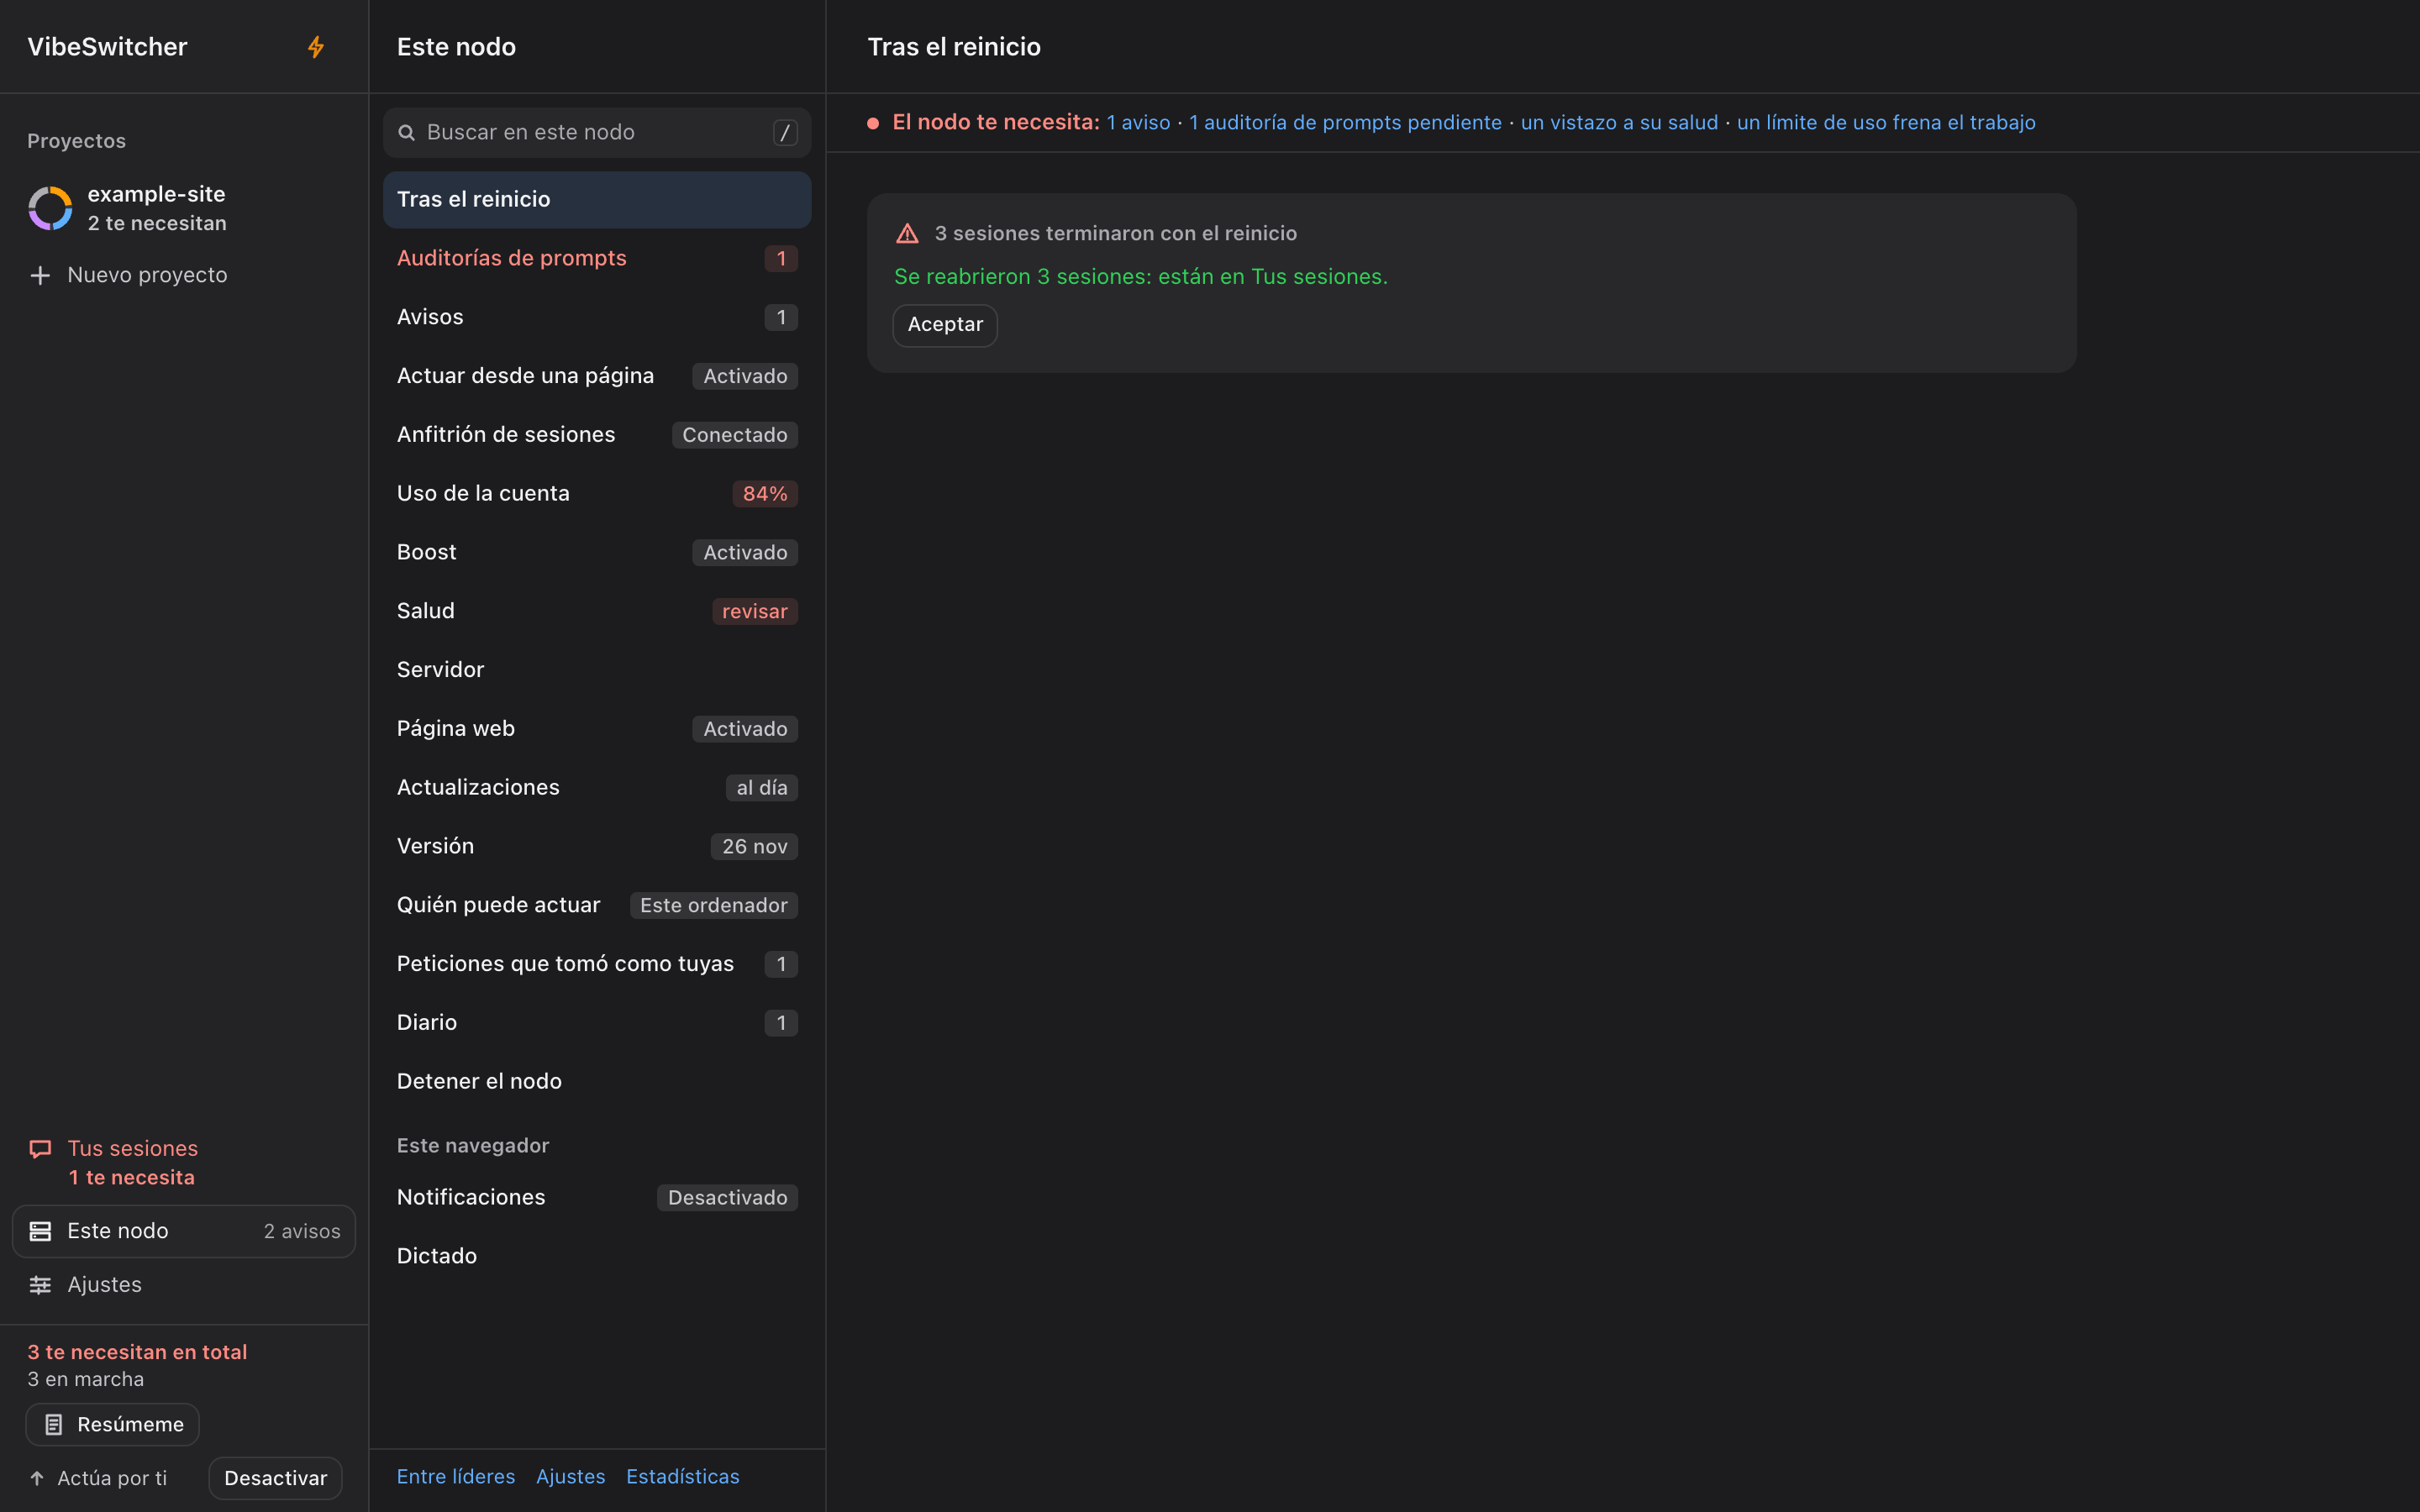 VibeSwitcher
Proyectos
example-site
2 te necesitan
Nuevo proyecto
Tus sesiones
1 te necesita
Este nodo
2 avisos
Ajustes
3 te necesitan en total
3 en marcha
Resúmeme
Actúa por ti
Desactivar
Este nodo
Buscar en este nodo /
Tras el reinicio
Auditorías de prompts 1
Avisos 1
Actuar desde una página Activado
Anfitrión de sesiones Conectado
Uso de la cuenta 84%
Boost Activado
Salud revisar
Servidor
Página web Activado
Actualizaciones al día
Versión 26 nov
Quién puede actuar Este ordenador
Peticiones que tomó como tuyas 1
Diario 1
Detener el nodo
Este navegador
Notificaciones Desactivado
Dictado
Entre líderes Ajustes Estadísticas
Tras el reinicio
El nodo te necesita: 1 aviso · 1 auditoría de prompts pendiente · un vistazo a su salud · un límite de uso frena el trabajo
3 sesiones terminaron con el reinicio
Se reabrieron 3 sesiones: están en Tus sesiones.
Aceptar